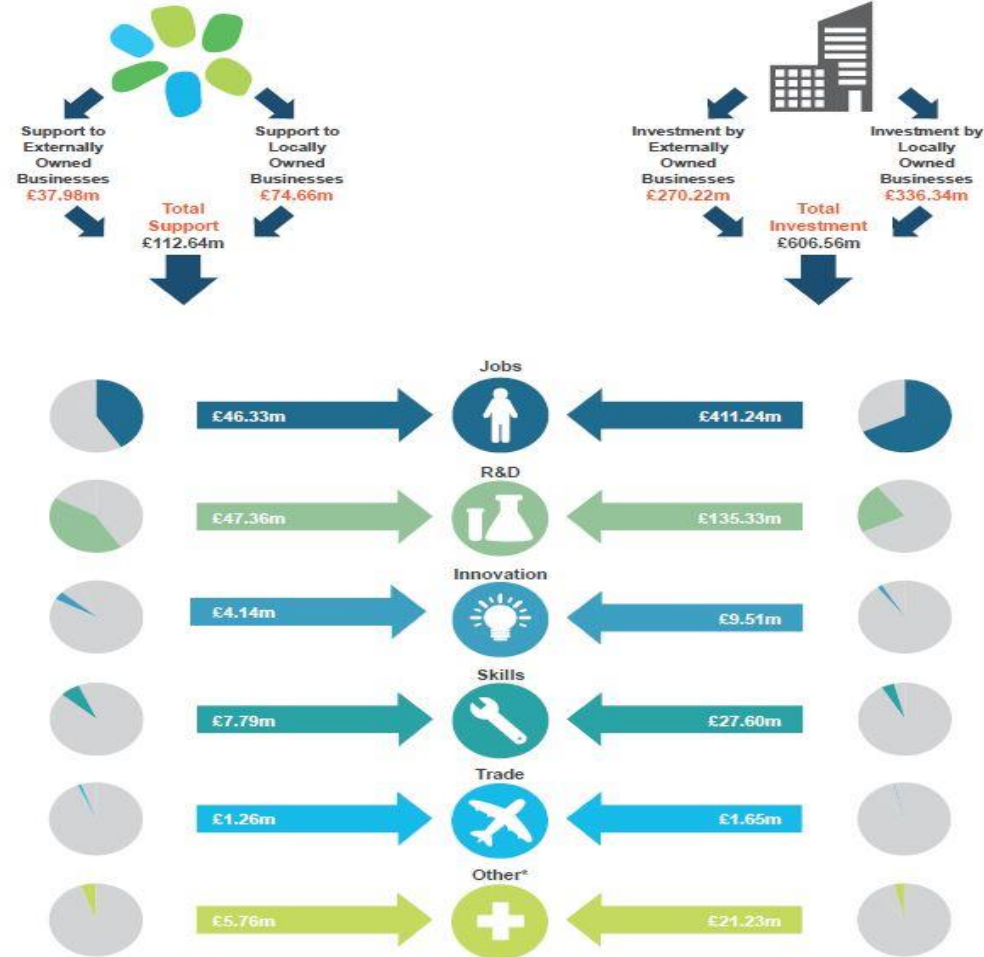 Support to
Externally
Owned
Businesses
£37.98m
Support to
Locally
Owned
Businesses
£74.66m
Total
Support
£112.64m
Investment by
Externally
Owned
Businesses
£270.22m
Investment by
Locally
Owned
Businesses
£336.34m
Total
Investment
£606.56m
Jobs
£46.33m
£411.24m
R&D
£47.36m
£135.33m
Innovation
£4.14m
£9.51m
Skills
£7.79m
£27.60m
Trade
£1.26m
£1.65m
Other*
£5.76m
£21.23m